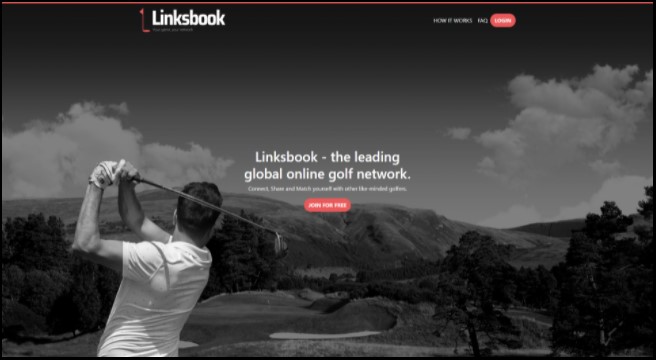 Linksbook
Your game, your network
HOW IT WORKS
FAQ
LOGIN
Linksbook - the leading
global online golf network.
Connect, Share and Match yourself with other like-minded golfers.
JOIN FOR FREE